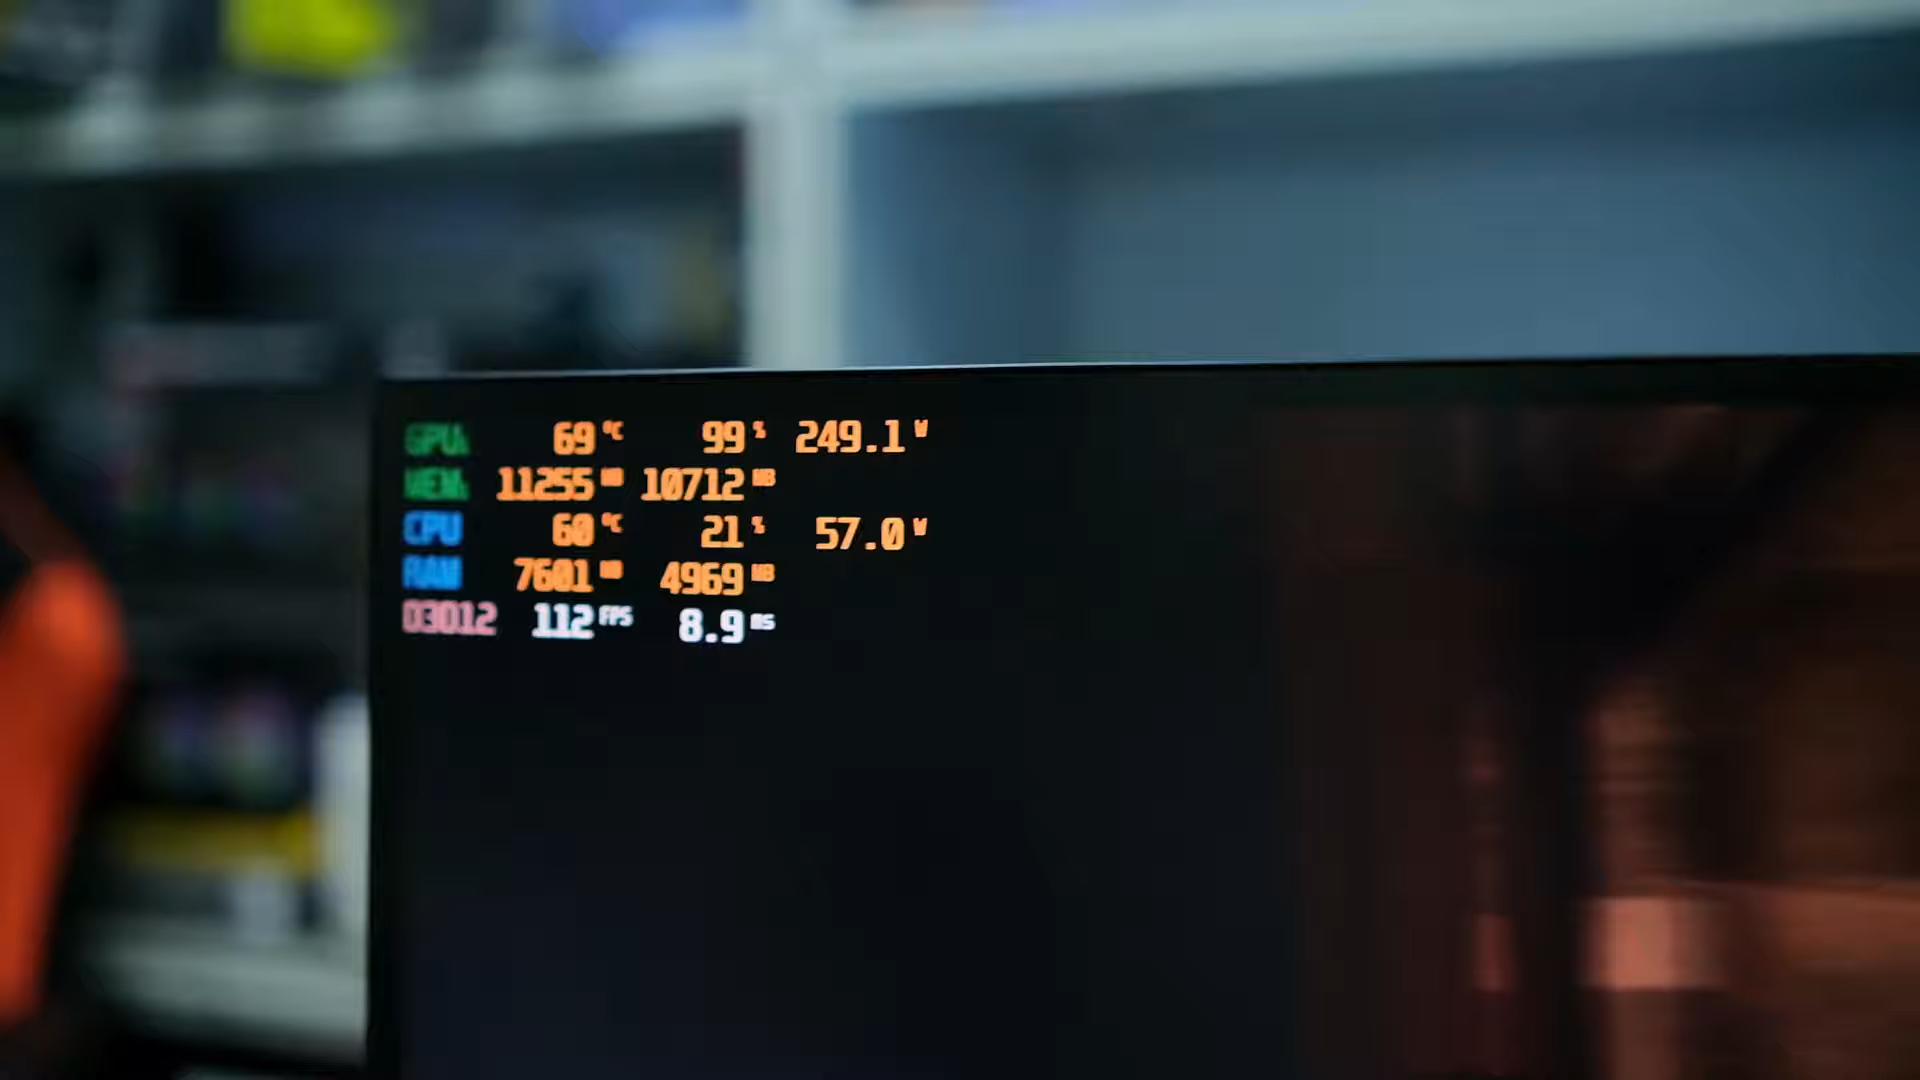 GPU 69 °C 99 % 249.1 W
MEM 11255 MB 10712 MB
CPU 60 °C 21 % 57.0 W
RAM 7601 MB 4969 MB
D3D12 112 FPS 8.9 ms